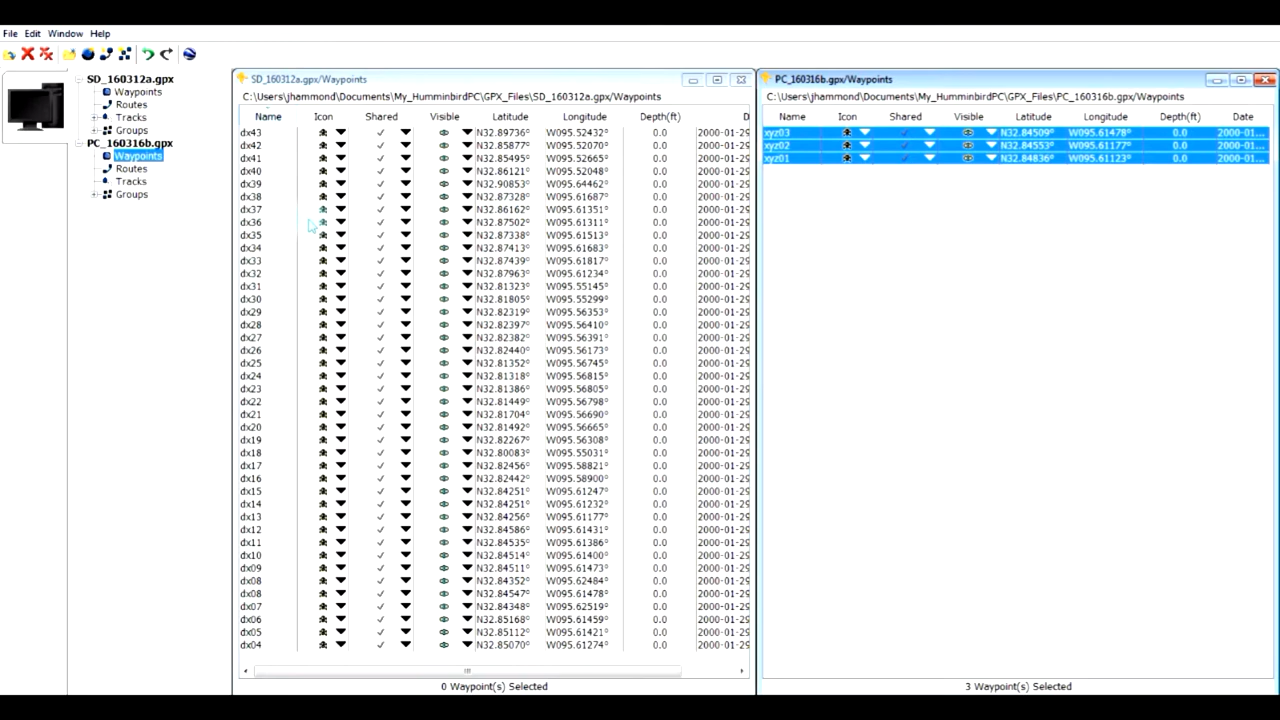 File Edit Window Help
SD_160312a.gpx
Waypoints
Routes
Tracks
Groups
PC_160316b.gpx
Waypoints
Routes
Tracks
Groups
SD_160312a.gpx/Waypoints
C:\Users\jhammond\Documents\My_HumminbirdPC\GPX_Files\SD_160312a.gpx/Waypoints
Name Icon Shared Visible Latitude Longitude Depth(ft) D
dx43 N32.89736° W095.52432° 0.0 2000-01-29
dx42 N32.85877° W095.52070° 0.0 2000-01-29
dx41 N32.85495° W095.52665° 0.0 2000-01-29
dx40 N32.86121° W095.52048° 0.0 2000-01-29
dx39 N32.90853° W095.64462° 0.0 2000-01-29
dx38 N32.87328° W095.61687° 0.0 2000-01-29
dx37 N32.86162° W095.61351° 0.0 2000-01-29
dx36 N32.87502° W095.61311° 0.0 2000-01-29
dx35 N32.87338° W095.61513° 0.0 2000-01-29
dx34 N32.87413° W095.61683° 0.0 2000-01-29
dx33 N32.87439° W095.61817° 0.0 2000-01-29
dx32 N32.87963° W095.61234° 0.0 2000-01-29
dx31 N32.81323° W095.55145° 0.0 2000-01-29
dx30 N32.81805° W095.55299° 0.0 2000-01-29
dx29 N32.82319° W095.56353° 0.0 2000-01-29
dx28 N32.82397° W095.56410° 0.0 2000-01-29
dx27 N32.82382° W095.56391° 0.0 2000-01-29
dx26 N32.82440° W095.56173° 0.0 2000-01-29
dx25 N32.81352° W095.56745° 0.0 2000-01-29
dx24 N32.81318° W095.56815° 0.0 2000-01-29
dx23 N32.81386° W095.56805° 0.0 2000-01-29
dx22 N32.81449° W095.56798° 0.0 2000-01-29
dx21 N32.81704° W095.56690° 0.0 2000-01-29
dx20 N32.81492° W095.56665° 0.0 2000-01-29
dx19 N32.82267° W095.56308° 0.0 2000-01-29
dx18 N32.80083° W095.55031° 0.0 2000-01-29
dx17 N32.82456° W095.58821° 0.0 2000-01-29
dx16 N32.82442° W095.58900° 0.0 2000-01-29
dx15 N32.84251° W095.61247° 0.0 2000-01-29
dx14 N32.84251° W095.61232° 0.0 2000-01-29
dx13 N32.84256° W095.61177° 0.0 2000-01-29
dx12 N32.84586° W095.61431° 0.0 2000-01-29
dx11 N32.84535° W095.61386° 0.0 2000-01-29
dx10 N32.84514° W095.61400° 0.0 2000-01-29
dx09 N32.84511° W095.61473° 0.0 2000-01-29
dx08 N32.84352° W095.62484° 0.0 2000-01-29
dx08 N32.84547° W095.61478° 0.0 2000-01-29
dx07 N32.84348° W095.62519° 0.0 2000-01-29
dx06 N32.85168° W095.61459° 0.0 2000-01-29
dx05 N32.85112° W095.61421° 0.0 2000-01-29
dx04 N32.85070° W095.61274° 0.0 2000-01-29
0 Waypoint(s) Selected
PC_160316b.gpx/Waypoints
C:\Users\jhammond\Documents\My_HumminbirdPC\GPX_Files\PC_160316b.gpx/Waypoints
Name Icon Shared Visible Latitude Longitude Depth(ft) Date
xyz03 N32.84509° W095.61478° 0.0 2000-01...
xyz02 N32.84553° W095.61177° 0.0 2000-01...
xyz01 N32.84836° W095.61123° 0.0 2000-01...
3 Waypoint(s) Selected